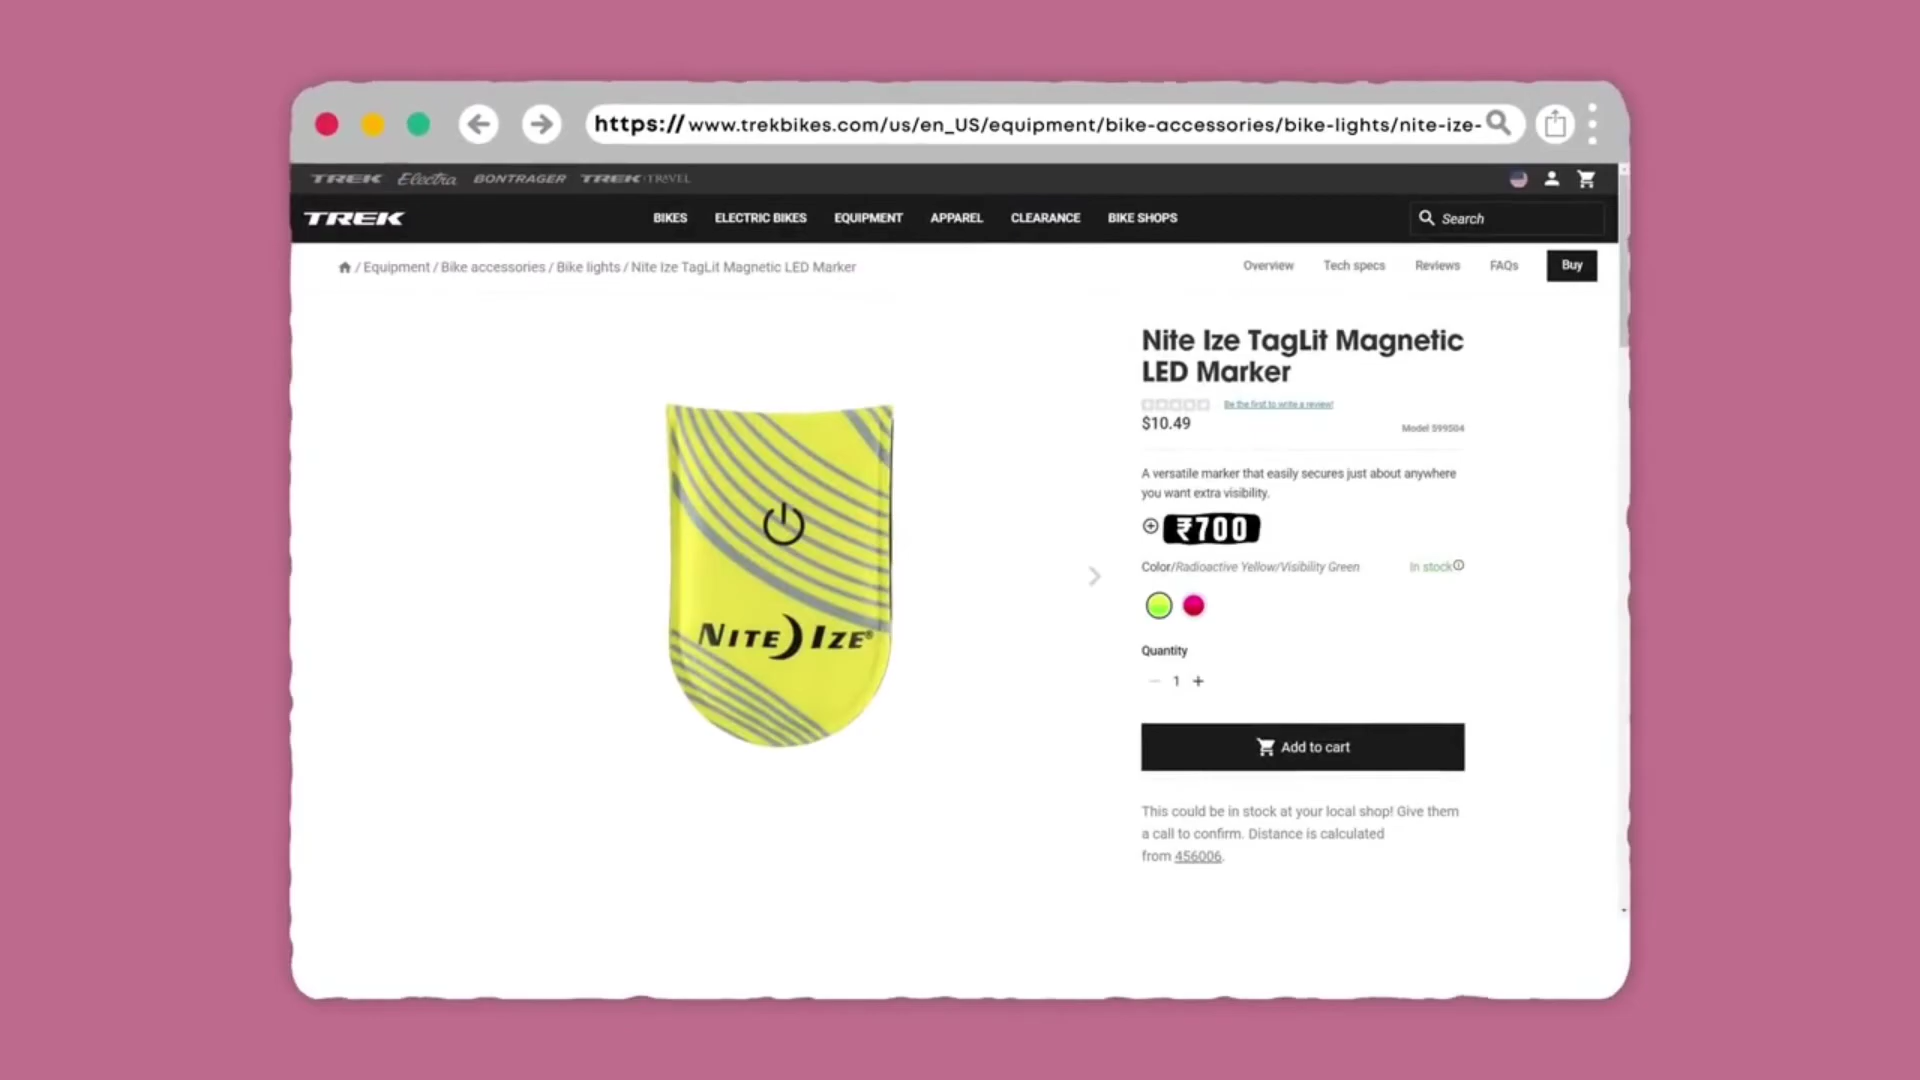 https:// www.trekbikes.com/us/en_US/equipment/bike-accessories/bike-lights/nite-ize-
TREK Electra BONTRAGER TREK TRAVEL
TREK BIKES ELECTRIC BIKES EQUIPMENT APPAREL CLEARANCE BIKE SHOPS Search
/ Equipment / Bike accessories / Bike lights / Nite Ize TagLit Magnetic LED Marker
Overview Tech specs Reviews FAQs Buy
Nite Ize TagLit Magnetic
LED Marker
Be the first to write a review!
$10.49
Model 599504
A versatile marker that easily secures just about anywhere
you want extra visibility.
₹700
Color/Radioactive Yellow/Visibility Green In stock
NITE IZE®
Quantity
− 1 +
Add to cart
This could be in stock at your local shop! Give them
a call to confirm. Distance is calculated
from 456006.